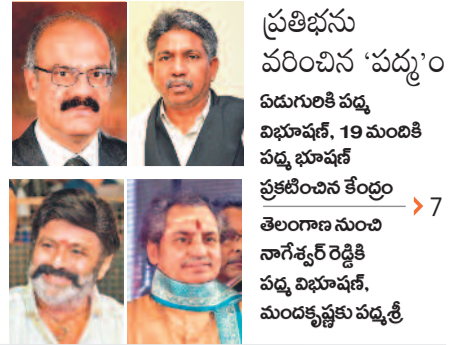 ప్రతిభను
వరించిన ‘పద్మ’ం
ఏడుగురికి పద్మ
విభూషణ్, 19 మందికి
పద్మ భూషణ్
ప్రకటించిన కేంద్రం
7
తెలంగాణ నుంచి
నాగేశ్వర్ రెడ్డికి
పద్మ విభూషణ్,
మందకృష్ణకు పద్మశ్రీ